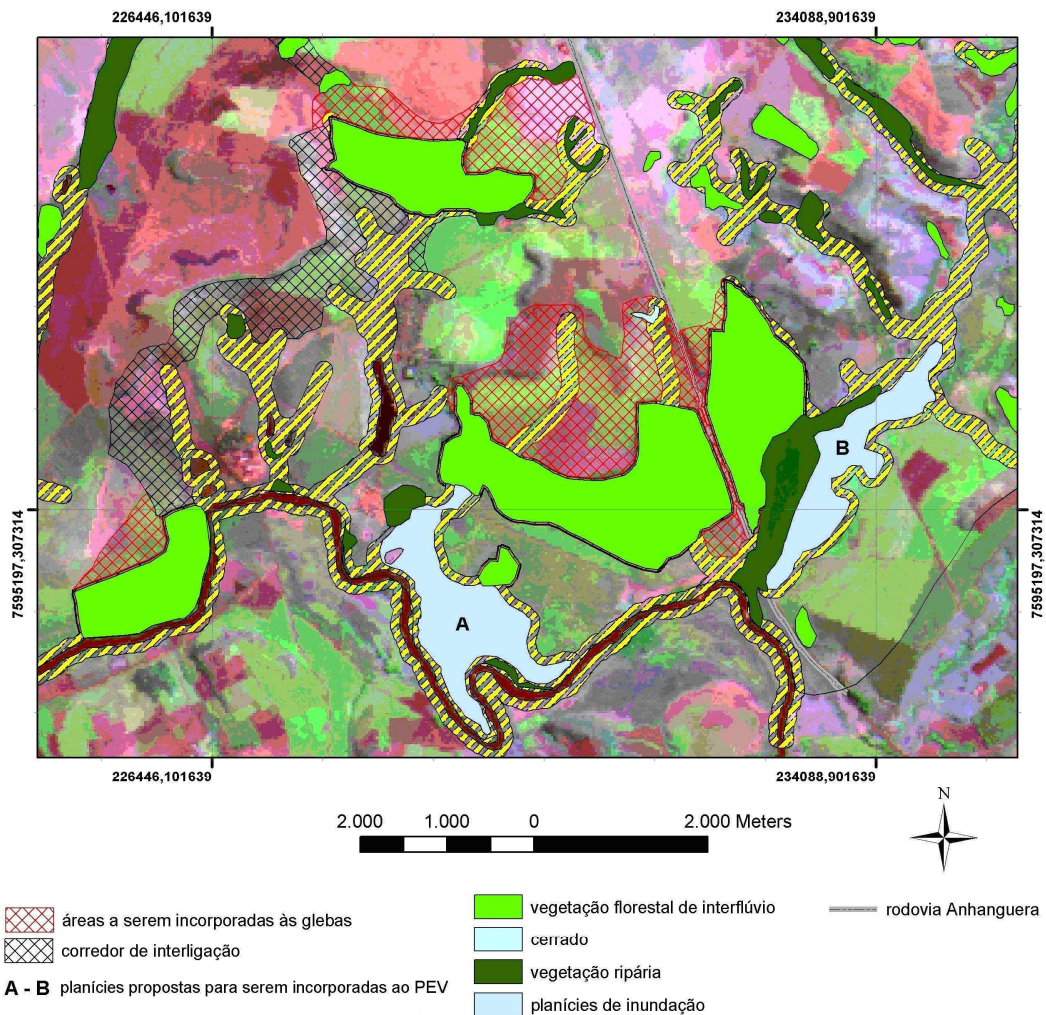 226446,101639
234088,901639
7595197,307314
7595197,307314
A
B
226446,101639
234088,901639
2.000 1.000 0 2.000 Meters
N
áreas a serem incorporadas às glebas
corredor de interligação
A - B planícies propostas para serem incorporadas ao PEV
vegetação florestal de interflúvio
cerrado
vegetação ripária
planícies de inundação
rodovia Anhanguera